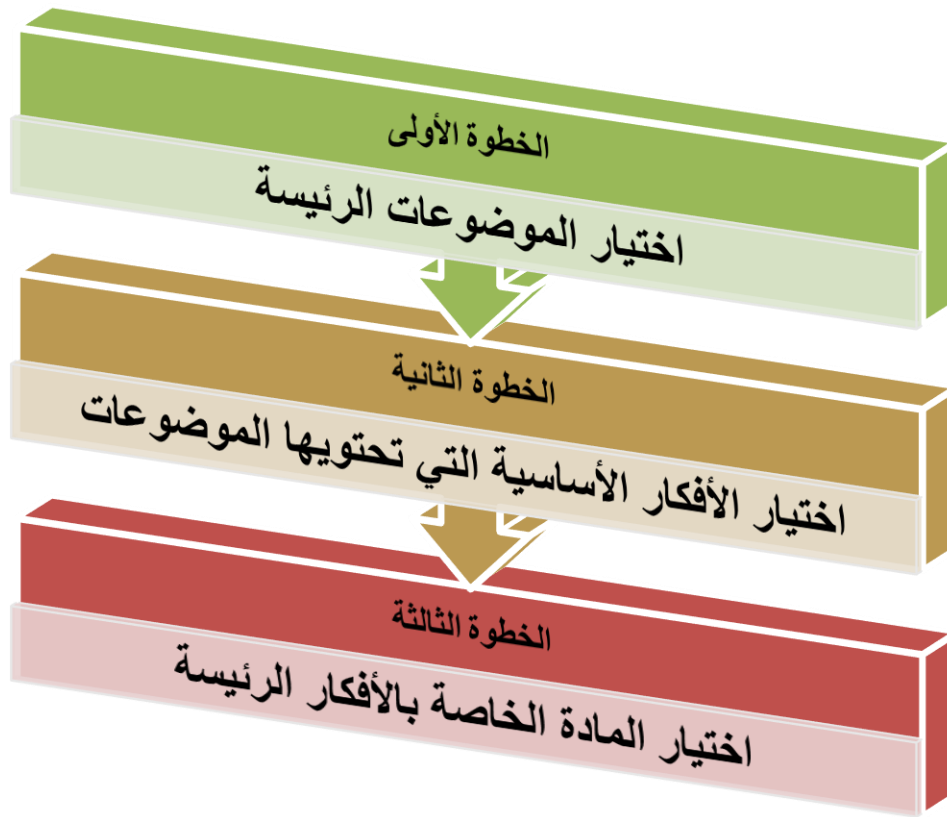 الخطوة الأولى
اختيار الموضوعات الرئيسة
الخطوة الثانية
اختيار الأفكار الأساسية التي تحتويها الموضوعات
الخطوة الثالثة
اختيار المادة الخاصة بالأفكار الرئيسة